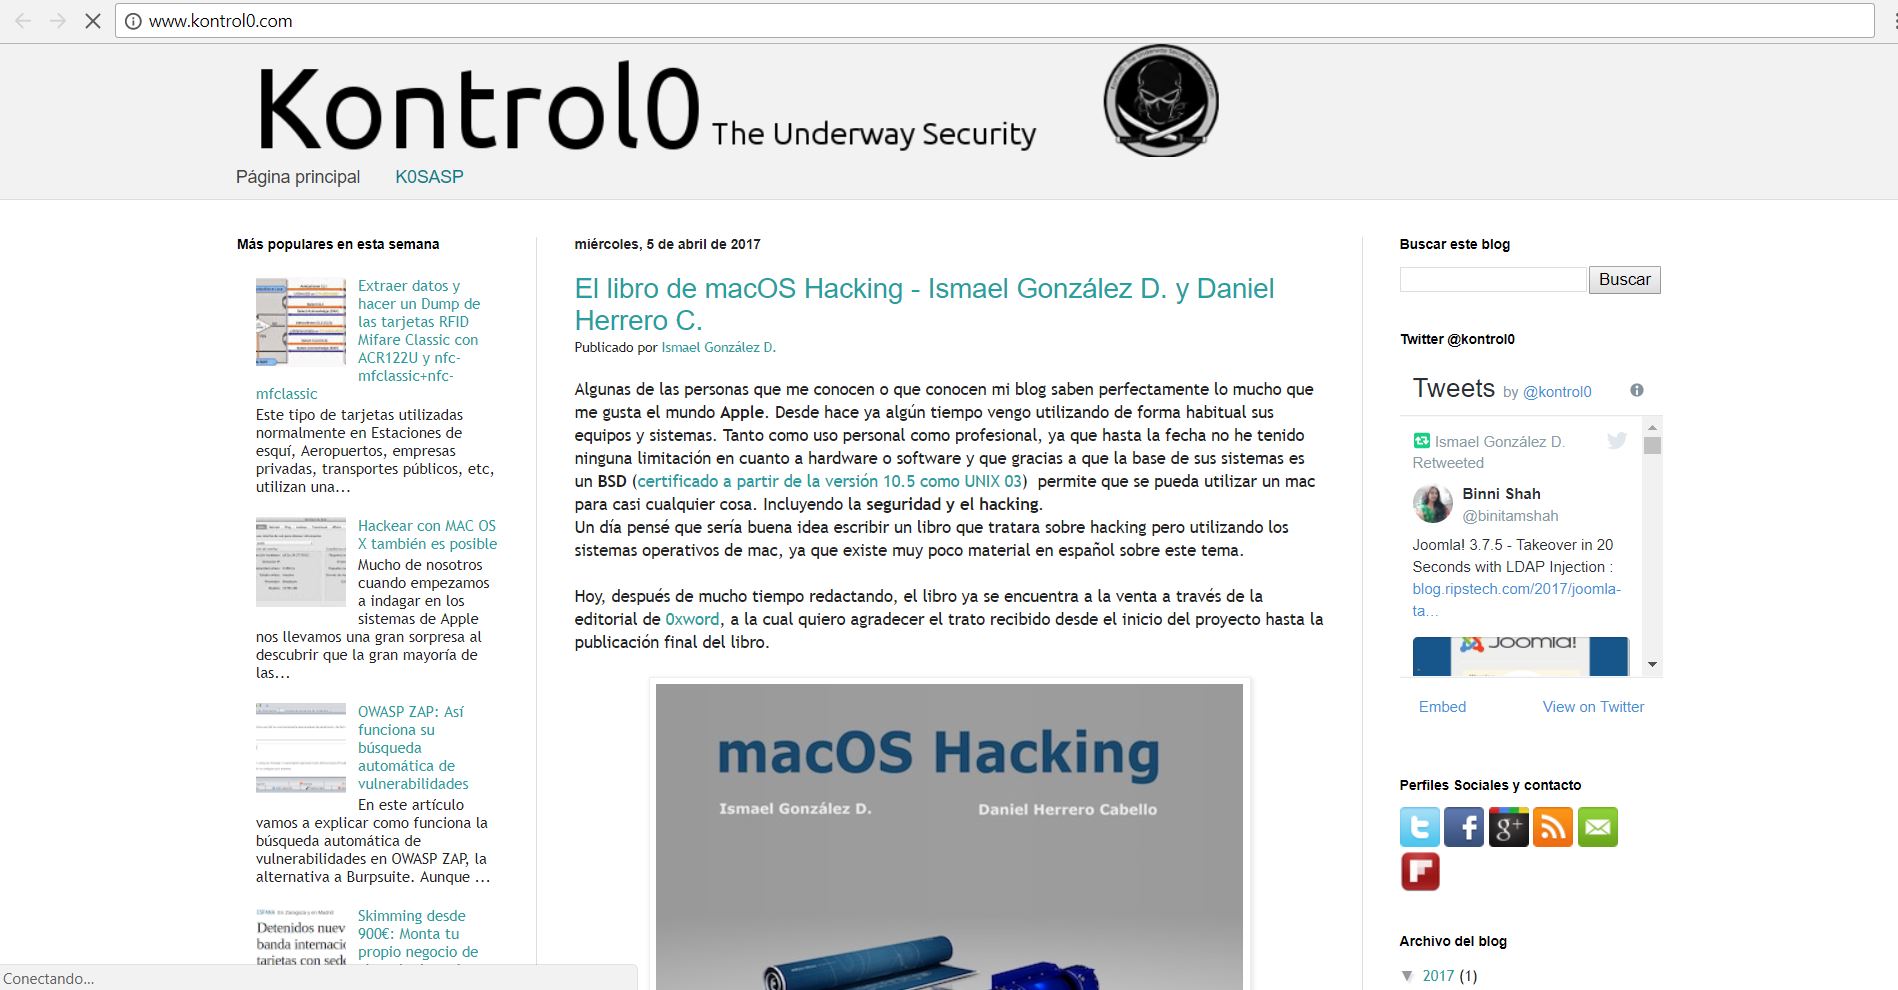 www.kontrol0.com
Kontrol0 The Underway Security
Página principal K0SASP
Más populares en esta semana
Extraer datos y
hacer un Dump de
las tarjetas RFID
Mifare Classic con
ACR122U y nfc-
mfclassic+nfc-
mfclassic
Este tipo de tarjetas utilizadas
normalmente en Estaciones de
esquí, Aeropuertos, empresas
privadas, transportes públicos, etc,
utilizan una...
Hackear con MAC OS
X también es posible
Mucho de nosotros
cuando empezamos
a indagar en los
sistemas de Apple
nos llevamos una gran sorpresa al
descubrir que la gran mayoría de
las...
OWASP ZAP: Así
funciona su
búsqueda
automática de
vulnerabilidades
En este artículo
vamos a explicar como funciona la
búsqueda automática de
vulnerabilidades en OWASP ZAP, la
alternativa a Burpsuite. Aunque ...
Detenidos nuev
banda internacio
tarjetas con sede
Skimming desde
900€: Monta tu
propio negocio de
miércoles, 5 de abril de 2017
El libro de macOS Hacking - Ismael González D. y Daniel
Herrero C.
Publicado por Ismael González D.
Algunas de las personas que me conocen o que conocen mi blog saben perfectamente lo mucho que
me gusta el mundo Apple. Desde hace ya algún tiempo vengo utilizando de forma habitual sus
equipos y sistemas. Tanto como uso personal como profesional, ya que hasta la fecha no he tenido
ninguna limitación en cuanto a hardware o software y que gracias a que la base de sus sistemas es
un BSD (certificado a partir de la versión 10.5 como UNIX 03) permite que se pueda utilizar un mac
para casi cualquier cosa. Incluyendo la seguridad y el hacking.
Un día pensé que sería buena idea escribir un libro que tratara sobre hacking pero utilizando los
sistemas operativos de mac, ya que existe muy poco material en español sobre este tema.
Hoy, después de mucho tiempo redactando, el libro ya se encuentra a la venta a través de la
editorial de 0xword, a la cual quiero agradecer el trato recibido desde el inicio del proyecto hasta la
publicación final del libro.
macOS Hacking
Ismael González D. Daniel Herrero Cabello
Buscar este blog
Buscar
Twitter @kontrol0
Tweets by @kontrol0
Ismael González D.
Retweeted
Binni Shah
@binitamshah
Joomla! 3.7.5 - Takeover in 20
Seconds with LDAP Injection :
blog.ripstech.com/2017/joomla-
ta...
Joomla!
Embed View on Twitter
Perfiles Sociales y contacto
Archivo del blog
▼ 2017 (1)
Conectando...